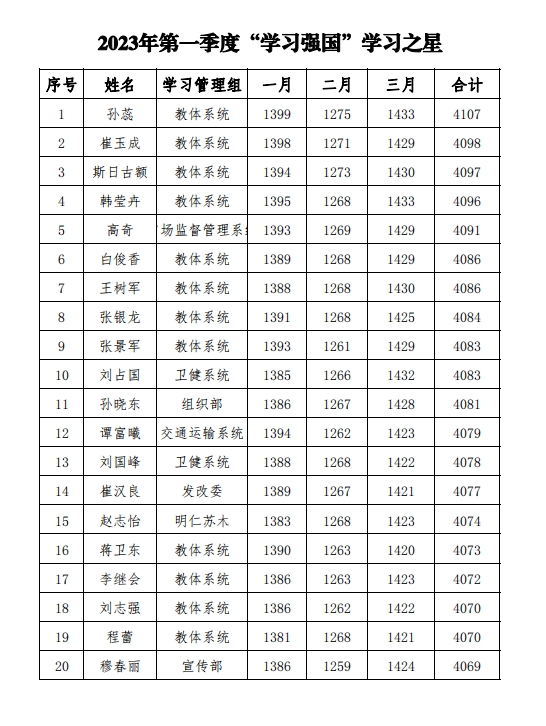 2023年第一季度“学习强国”学习之星
序号 姓名 学习管理组 一月 二月 三月 合计
1 孙蕊 教体系统 1399 1275 1433 4107
2 崔玉成 教体系统 1398 1271 1429 4098
3 斯日古额 教体系统 1394 1273 1430 4097
4 韩莹卉 教体系统 1395 1268 1433 4096
5 高奇 场监督管理系 1393 1269 1429 4091
6 白俊香 教体系统 1389 1268 1429 4086
7 王树军 教体系统 1388 1268 1430 4086
8 张银龙 教体系统 1391 1268 1425 4084
9 张景军 教体系统 1393 1261 1429 4083
10 刘占国 卫健系统 1385 1266 1432 4083
11 孙晓东 组织部 1386 1267 1428 4081
12 谭富曦 交通运输系统 1394 1262 1423 4079
13 刘国峰 卫健系统 1388 1268 1422 4078
14 崔汉良 发改委 1389 1267 1421 4077
15 赵志怡 明仁苏木 1383 1268 1423 4074
16 蒋卫东 教体系统 1390 1263 1420 4073
17 李继会 教体系统 1386 1263 1423 4072
18 刘志强 教体系统 1386 1262 1422 4070
19 程蕾 教体系统 1381 1268 1421 4070
20 穆春丽 宣传部 1386 1259 1424 4069